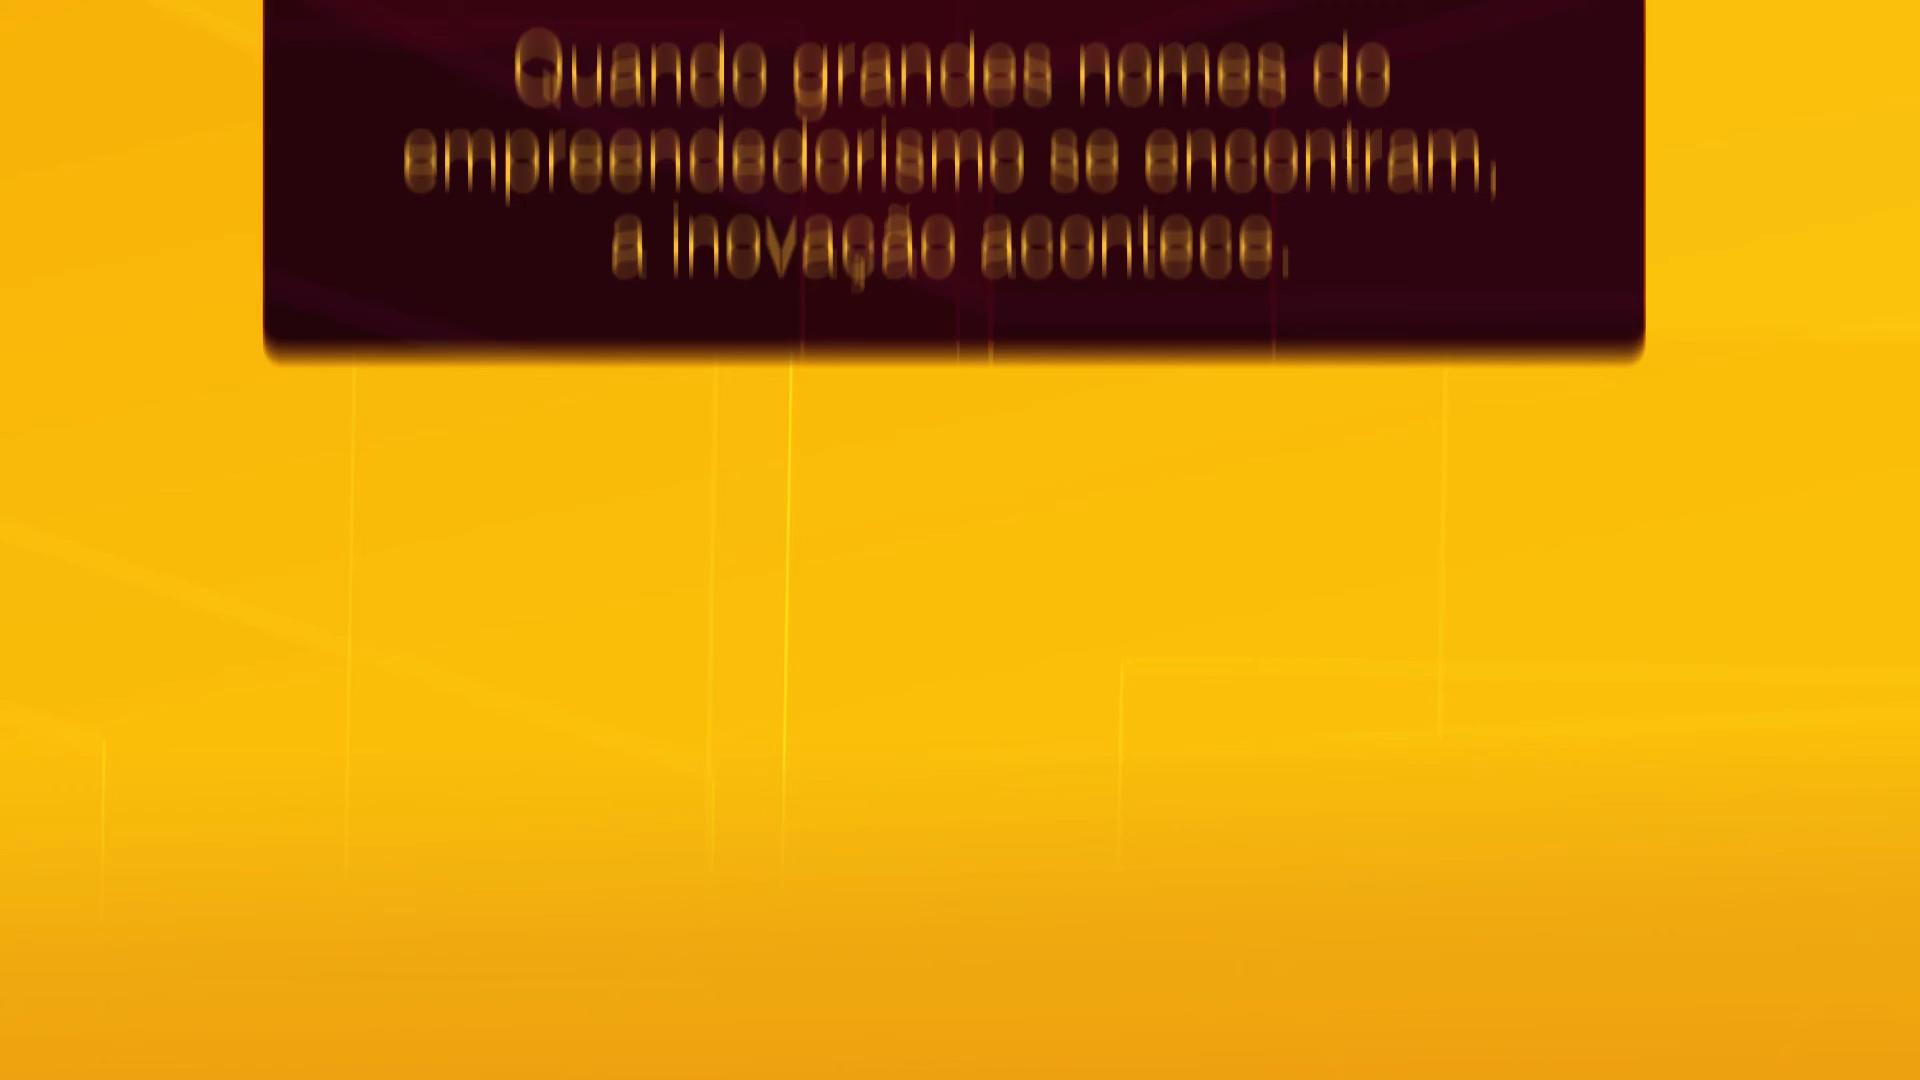 Quando grandes nomes do
empreendedorismo se encontram,
a inovação acontece.